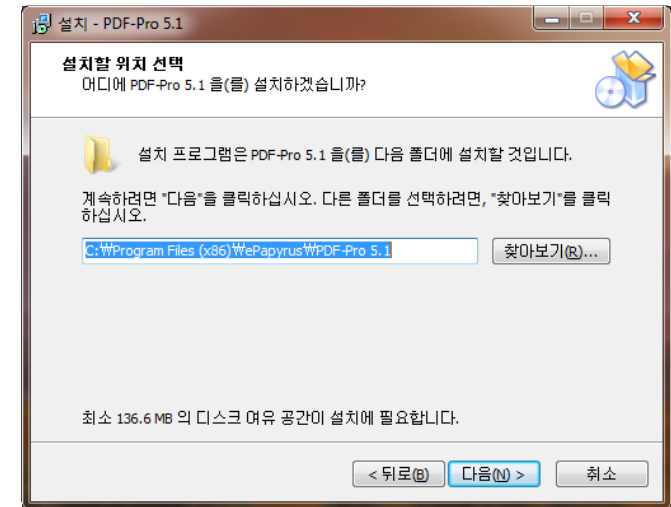 설치 - PDF-Pro 5.1
설치할 위치 선택
어디에 PDF-Pro 5.1 을(를) 설치하겠습니까?
설치 프로그램은 PDF-Pro 5.1 을(를) 다음 폴더에 설치할 것입니다.
계속하려면 "다음"을 클릭하십시오. 다른 폴더를 선택하려면, "찾아보기"를 클릭
하십시오.
C:₩Program Files (x86)₩ePapyrus₩PDF-Pro 5.1
찾아보기(R)...
최소 136.6 MB 의 디스크 여유 공간이 설치에 필요합니다.
< 뒤로(B) 다음(N) > 취소